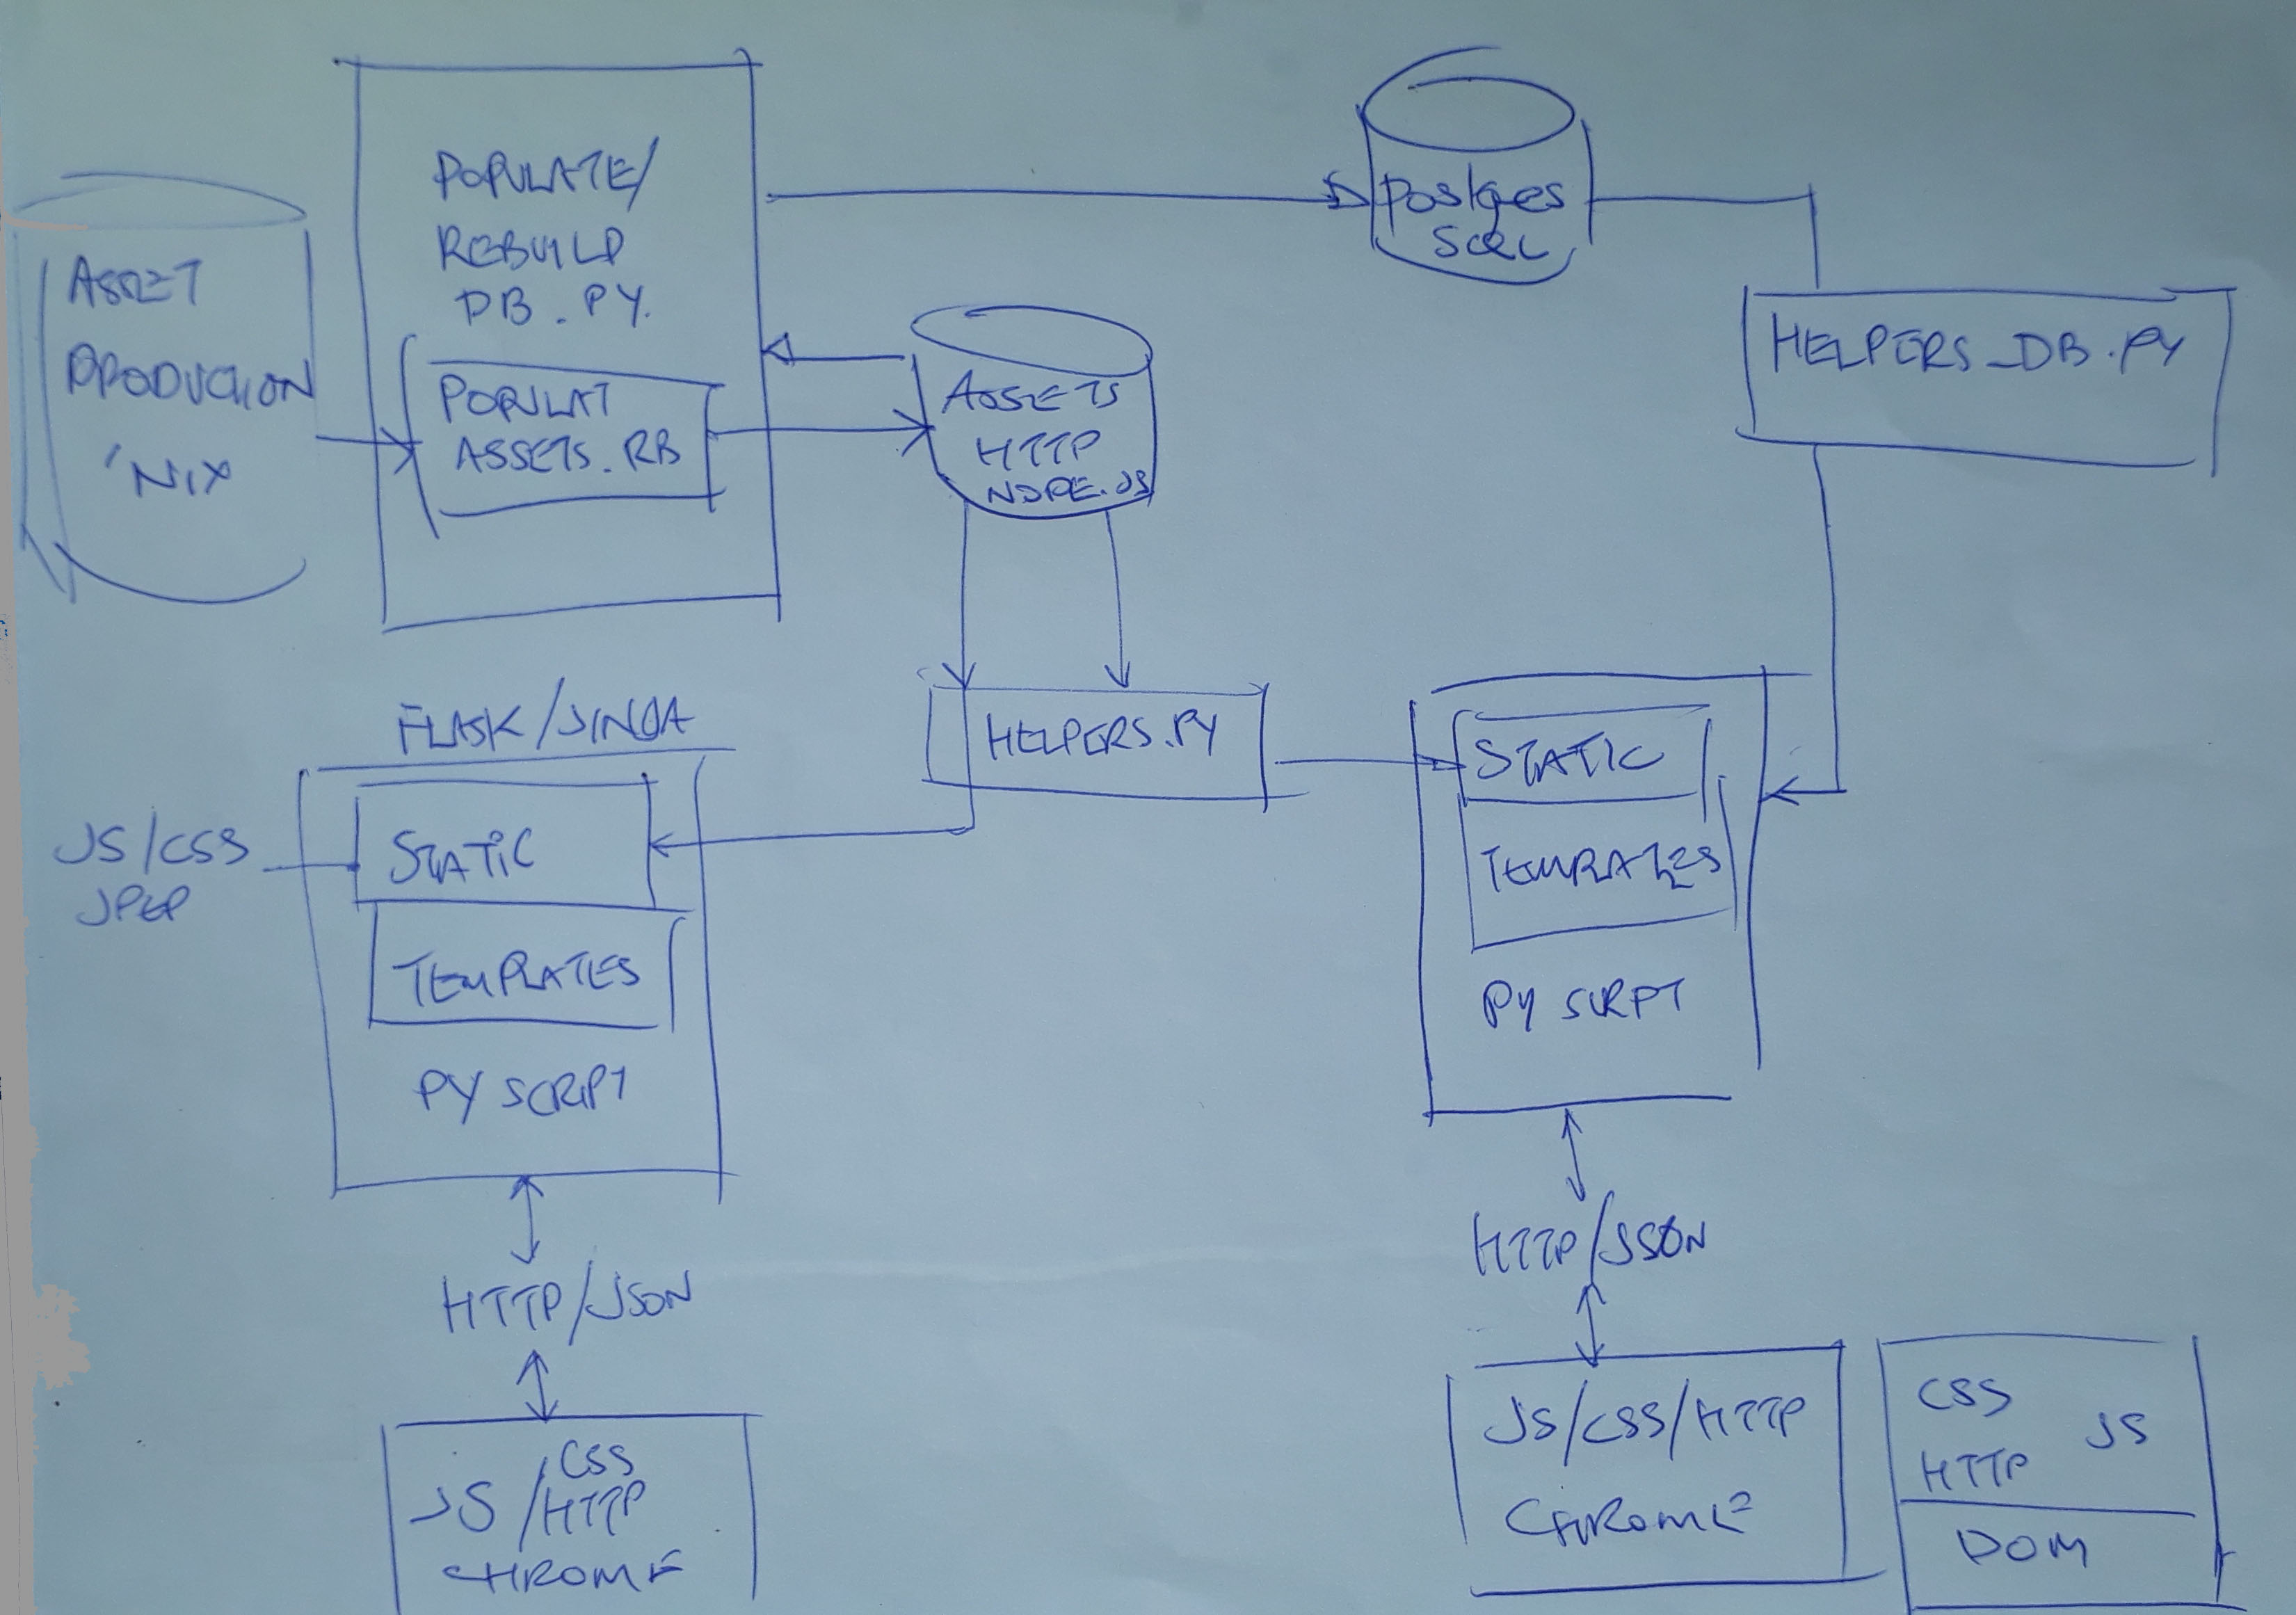 POPULATE/
REBUILD
DB.PY.
POPULAT
ASSETS.RB
ASSET
PRODUCTION
'NIX
Postges
SQL
ASSETS
HTTP
NODE.JS
HELPERS_DB.PY
HELPERS.PY
FLASK/JINJA
JS/CSS
STATIC
TEMPLATES
PY SCRIPT
HTTP/JSON
JS/CSS
/HTTP
CHROME
STATIC
TEMPLATES
PY SCRPT
HTTP/JSON
JS/CSS/HTTP
CHROME
CSS
JS
HTTP
DOM